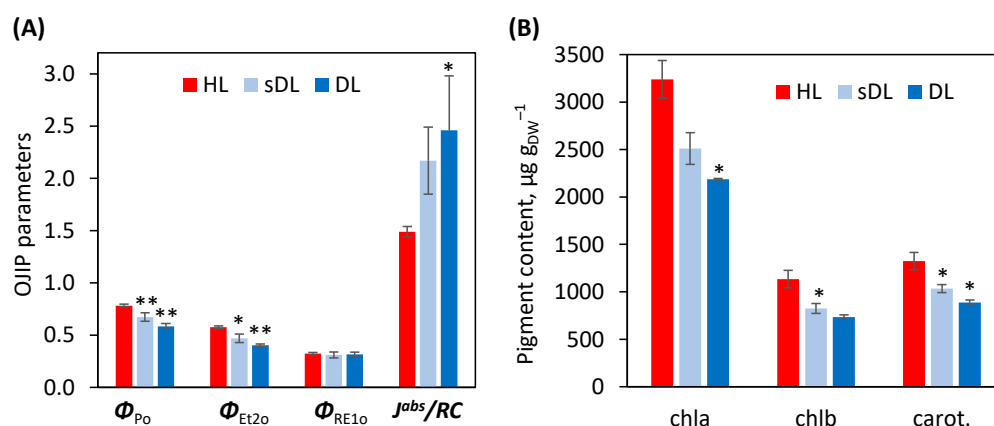 (A)
OJIP parameters
3.0
2.5
2.0
1.5
1.0
0.5
0.0
HL sDL DL
** ** * ** *
ΦPo ΦEt2o ΦRE1o Jabs/RC
(B)
Pigment content, µg gDW−1
3500
3000
2500
2000
1500
1000
500
0
HL sDL DL
* * * *
chla chlb carot.